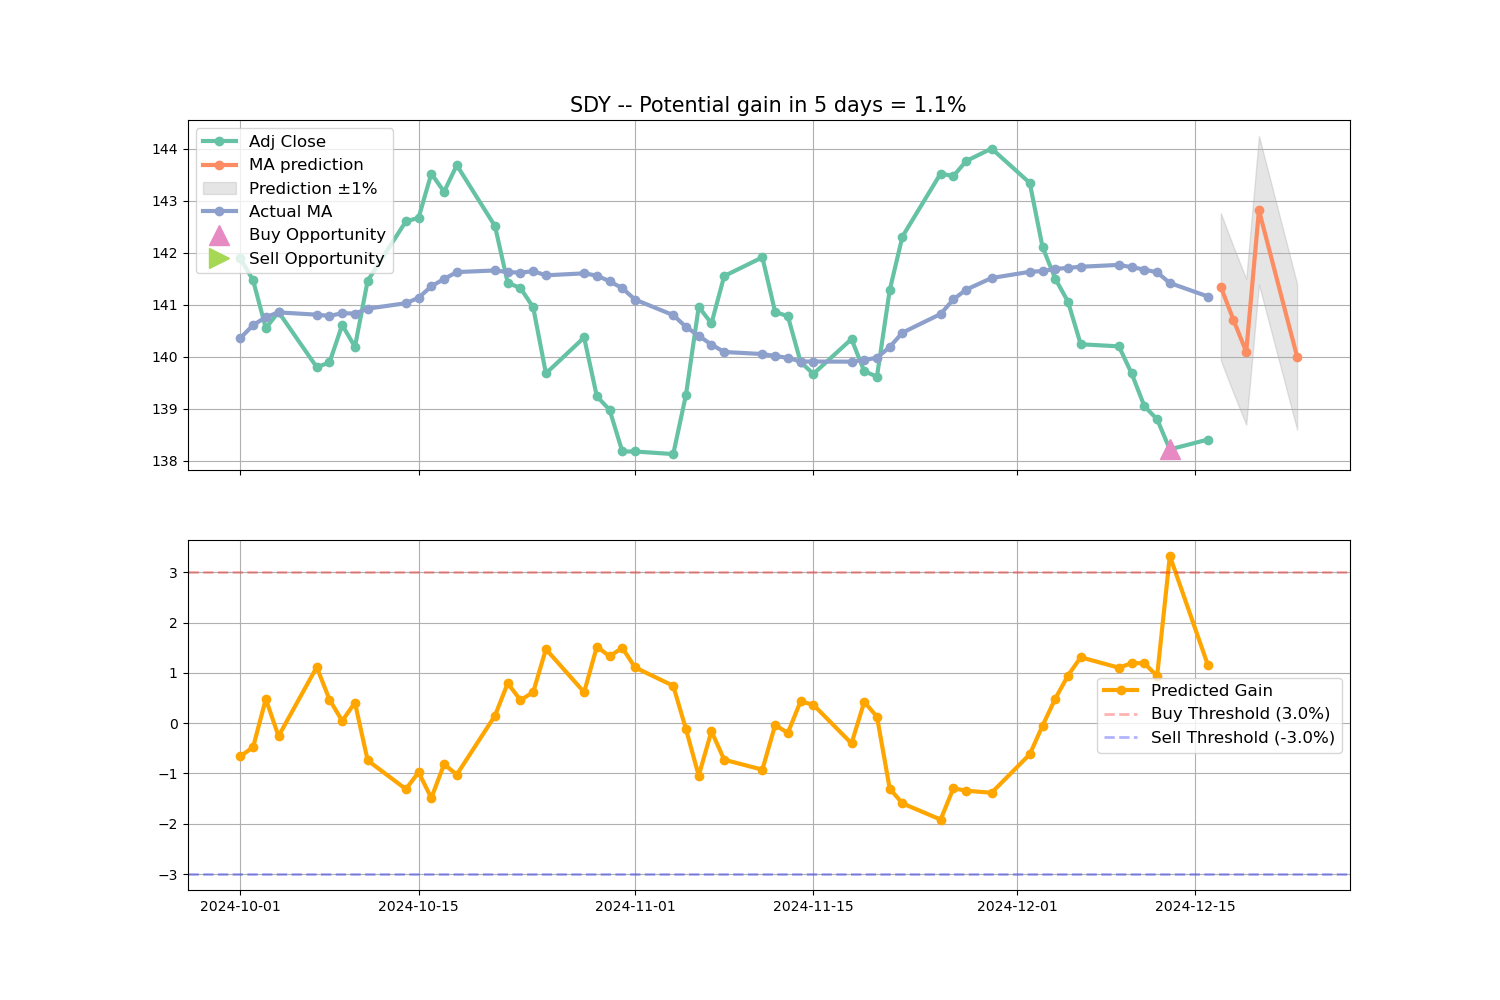 SDY -- Potential gain in 5 days = 1.1%
144
143
142
141
140
139
138
Adj Close
MA prediction
Prediction ±1%
Actual MA
Buy Opportunity
Sell Opportunity
3
2
1
0
−1
−2
−3
Predicted Gain
Buy Threshold (3.0%)
Sell Threshold (-3.0%)
2024-10-01
2024-10-15
2024-11-01
2024-11-15
2024-12-01
2024-12-15